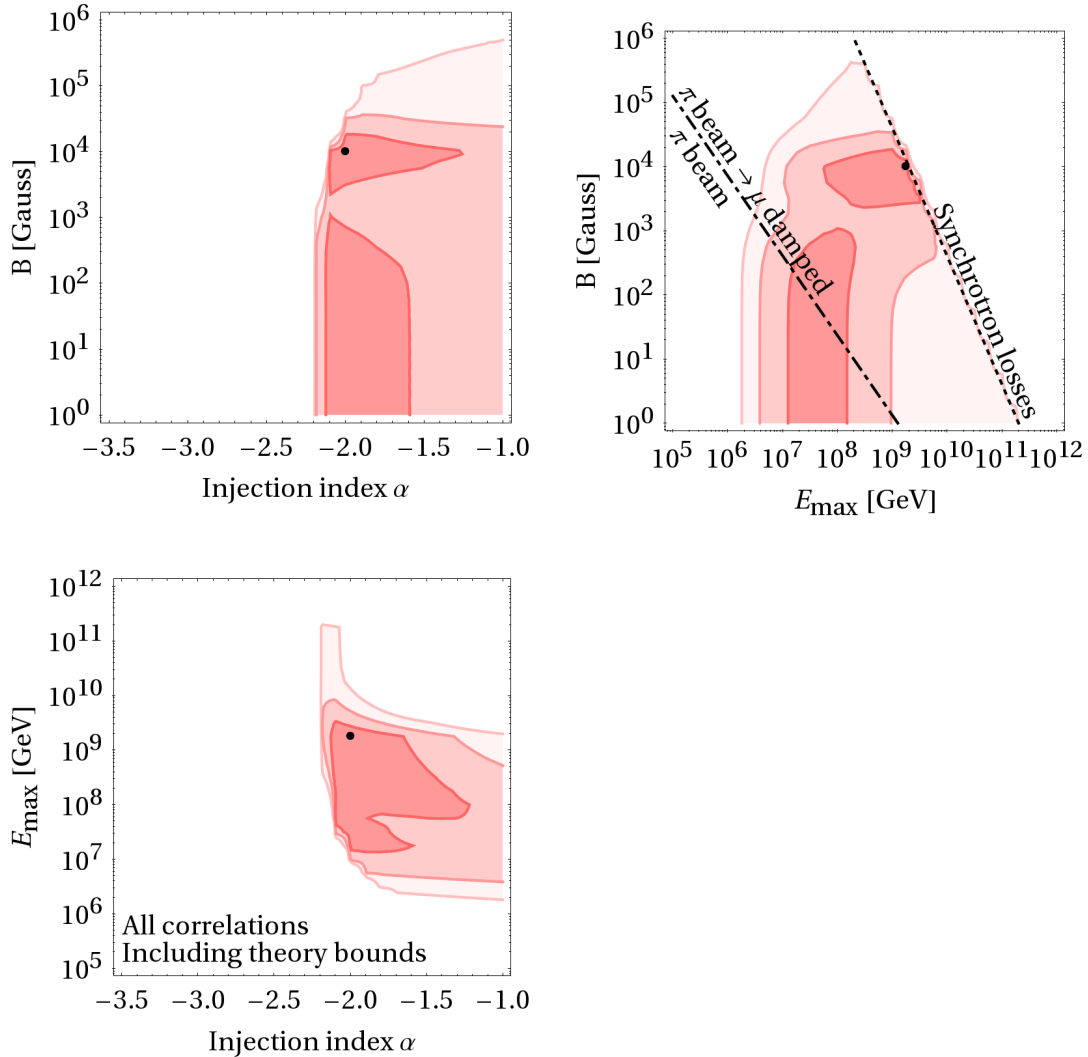 10^6
10^5
10^4
10^3
10^2
10^1
10^0
B [Gauss]
−3.5 −3.0 −2.5 −2.0 −1.5 −1.0
Injection index α
10^6
10^5
10^4
10^3
10^2
10^1
10^0
B [Gauss]
π beam → μ damped
π beam
Synchrotron losses
10^5 10^6 10^7 10^8 10^9 10^10 10^11 10^12
E_max [GeV]
10^12
10^11
10^10
10^9
10^8
10^7
10^6
10^5
E_max [GeV]
All correlations
Including theory bounds
−3.5 −3.0 −2.5 −2.0 −1.5 −1.0
Injection index α